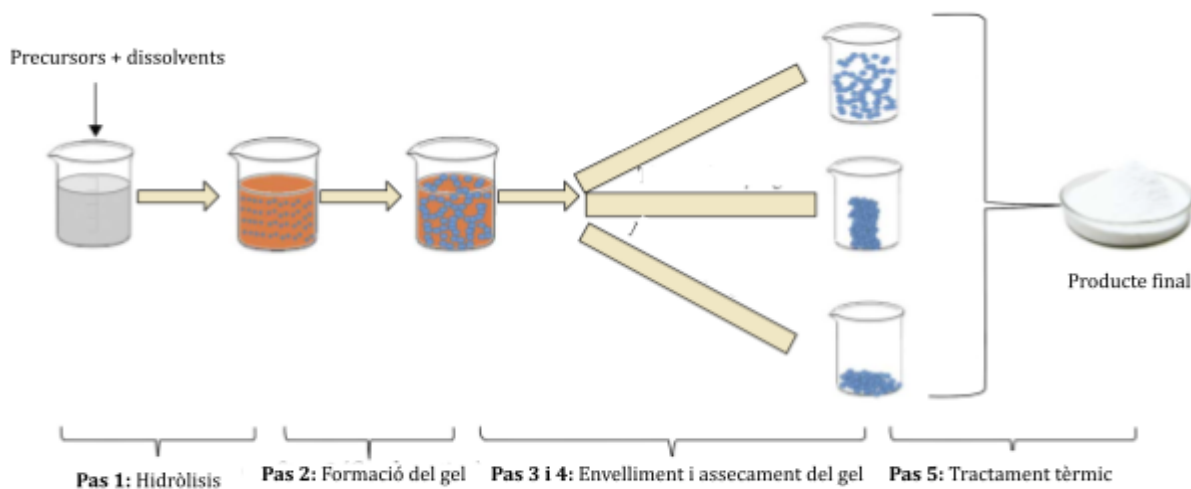 Precursors + dissolvents
Producte final
Pas 1: Hidròlisis
Pas 2: Formació del gel
Pas 3 i 4: Envelliment i assecament del gel
Pas 5: Tractament tèrmic